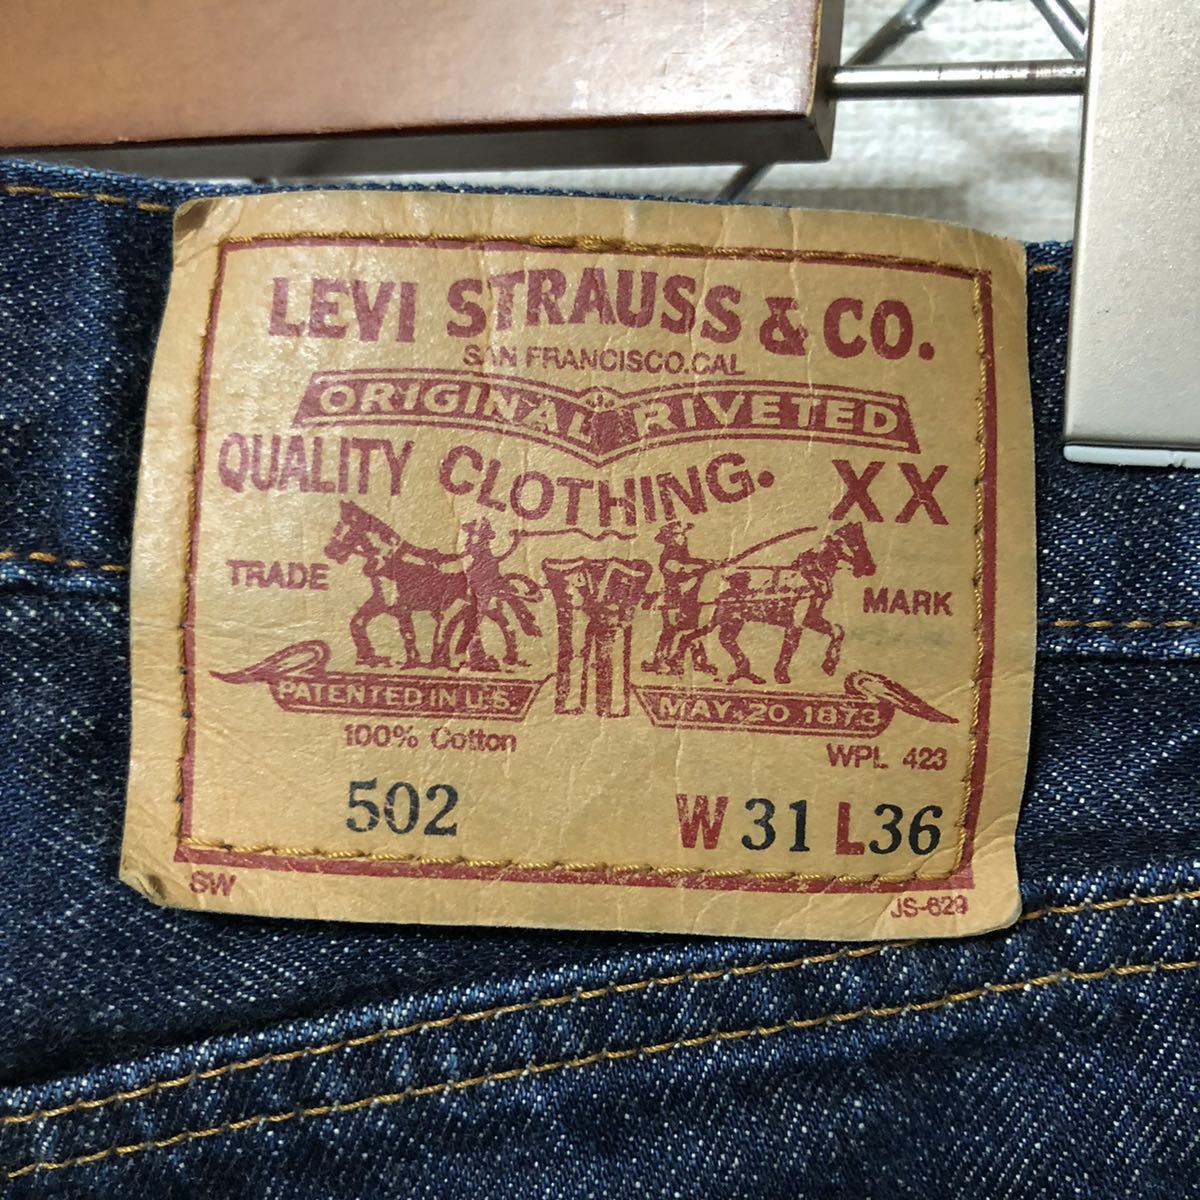 LEVI STRAUSS & CO.
SAN FRANCISCO.CAL
ORIGINAL RIVETED
QUALITY CLOTHING. XX
TRADE MARK
PATENTED IN U.S. MAY.20 1873
100% Cotton WPL 423
502 W 31 L 36
SW JS-629